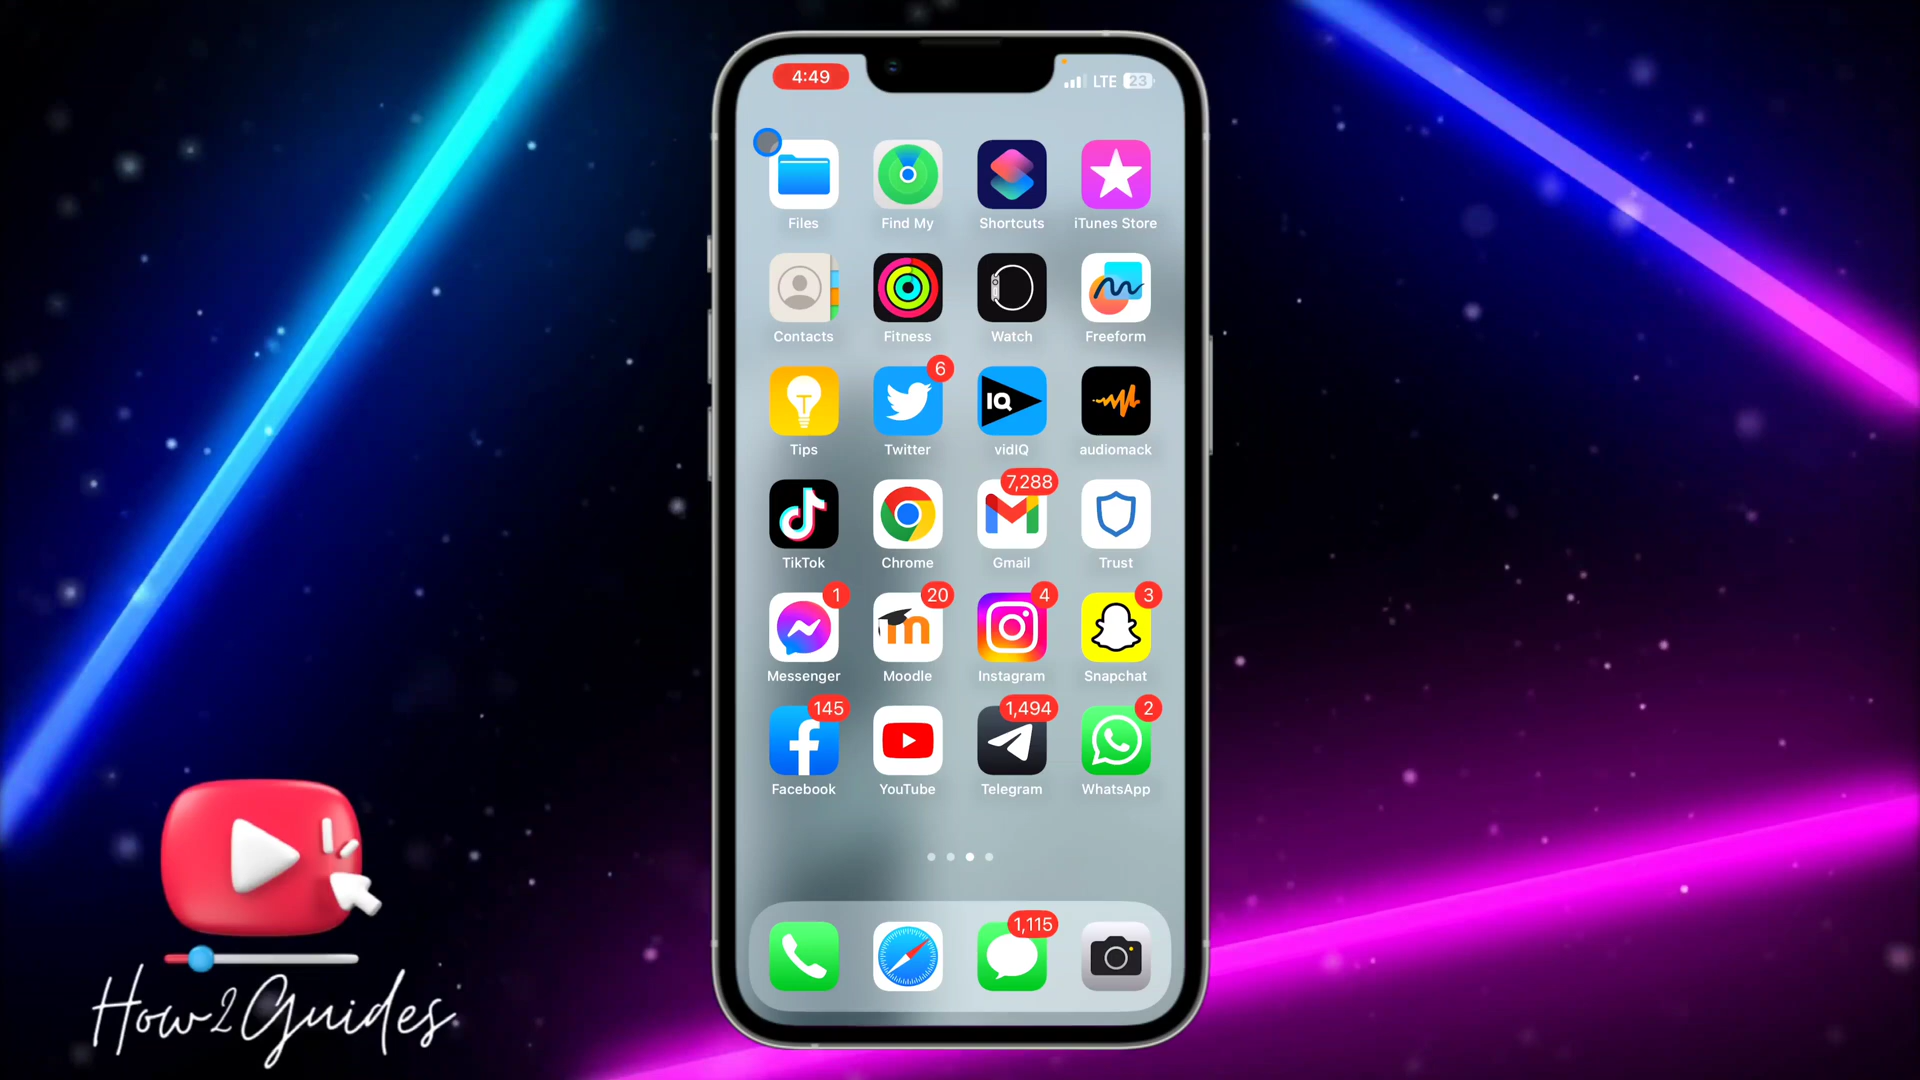 4:49 LTE 23
Files Find My Shortcuts iTunes Store
Contacts Fitness Watch Freeform
6
IQ
Tips Twitter vidIQ audiomack
7,288
TikTok Chrome Gmail Trust
1 20 4 3
m
Messenger Moodle Instagram Snapchat
145 1,494 2
Facebook YouTube Telegram WhatsApp
1,115
How2Guides